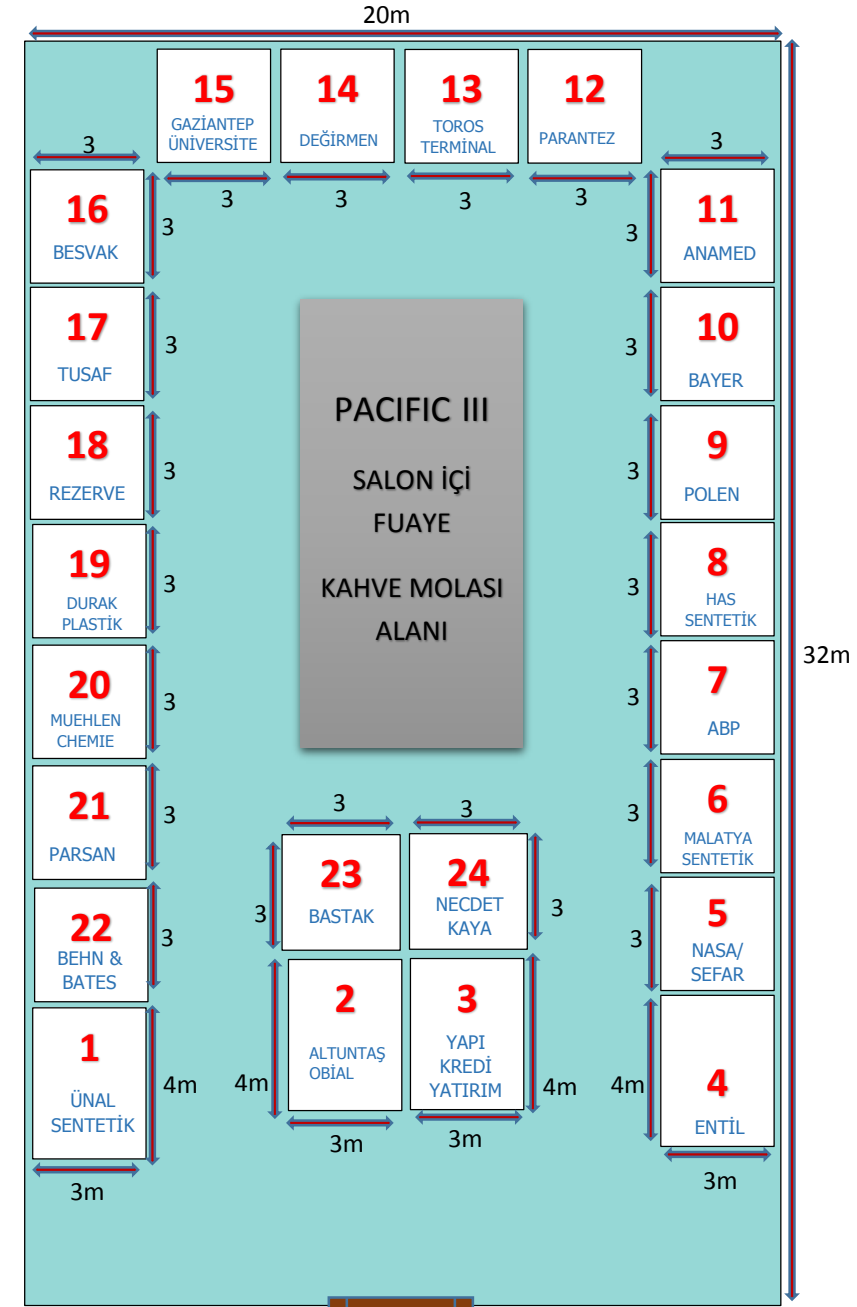 20m
15
GAZİANTEP
ÜNİVERSİTE
14
DEĞİRMEN
13
TOROS
TERMİNAL
12
PARANTEZ
3
3
3
3
3
3
16
BESVAK
3
11
ANAMED
3
17
TUSAF
3
10
BAYER
3
18
REZERVE
3
9
POLEN
3
19
DURAK
PLASTİK
3
8
HAS
SENTETİK
3
20
MUEHLEN
CHEMIE
3
7
ABP
3
21
PARSAN
3
6
MALATYA
SENTETİK
3
22
BEHN &
BATES
3
5
NASA/
SEFAR
3
1
ÜNAL
SENTETİK
4m
3m
4
ENTİL
4m
3m
PACIFIC III
SALON İÇİ
FUAYE
KAHVE MOLASI
ALANI
32m
3
3
23
BASTAK
3
24
NECDET
KAYA
3
2
ALTUNTAŞ
OBİAL
4m
3m
3
YAPI
KREDİ
YATIRIM
4m
3m